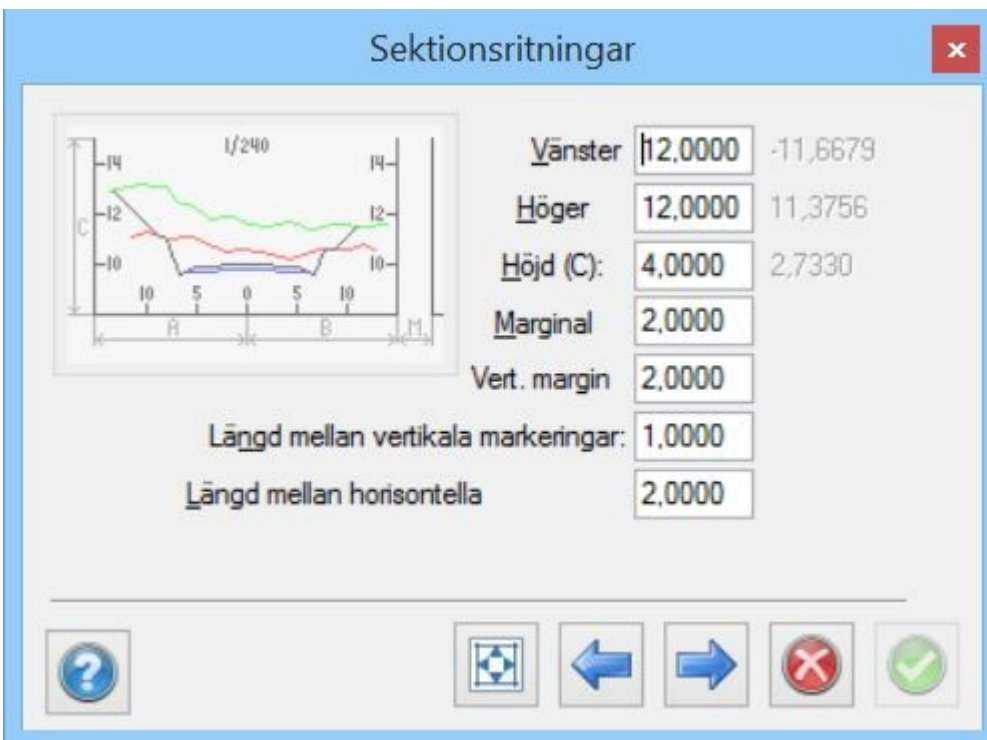 Sektionsritningar
1/240
14 14
12 12
10 10
10 5 0 5 10
C
A B M
Vänster 12,0000 -11,6679
Höger 12,0000 11,3756
Höjd (C): 4,0000 2,7330
Marginal 2,0000
Vert. margin 2,0000
Längd mellan vertikala markeringar: 1,0000
Längd mellan horisontella 2,0000
?